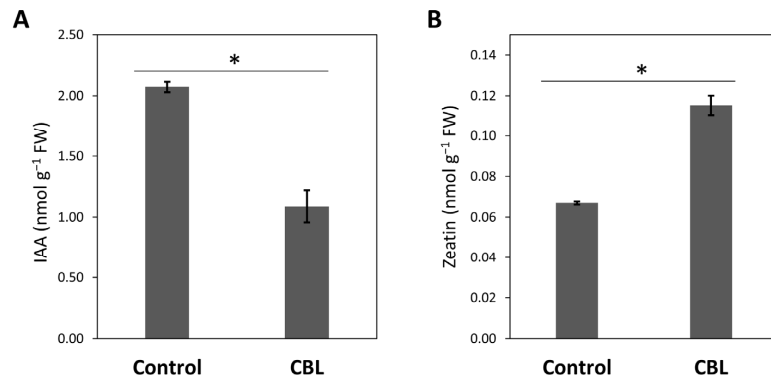 A
IAA (nmol g⁻¹ FW)
2.50
2.00
1.50
1.00
0.50
0.00
*
Control CBL
B
Zeatin (nmol g⁻¹ FW)
0.14
0.12
0.10
0.08
0.06
0.04
0.02
0.00
*
Control CBL